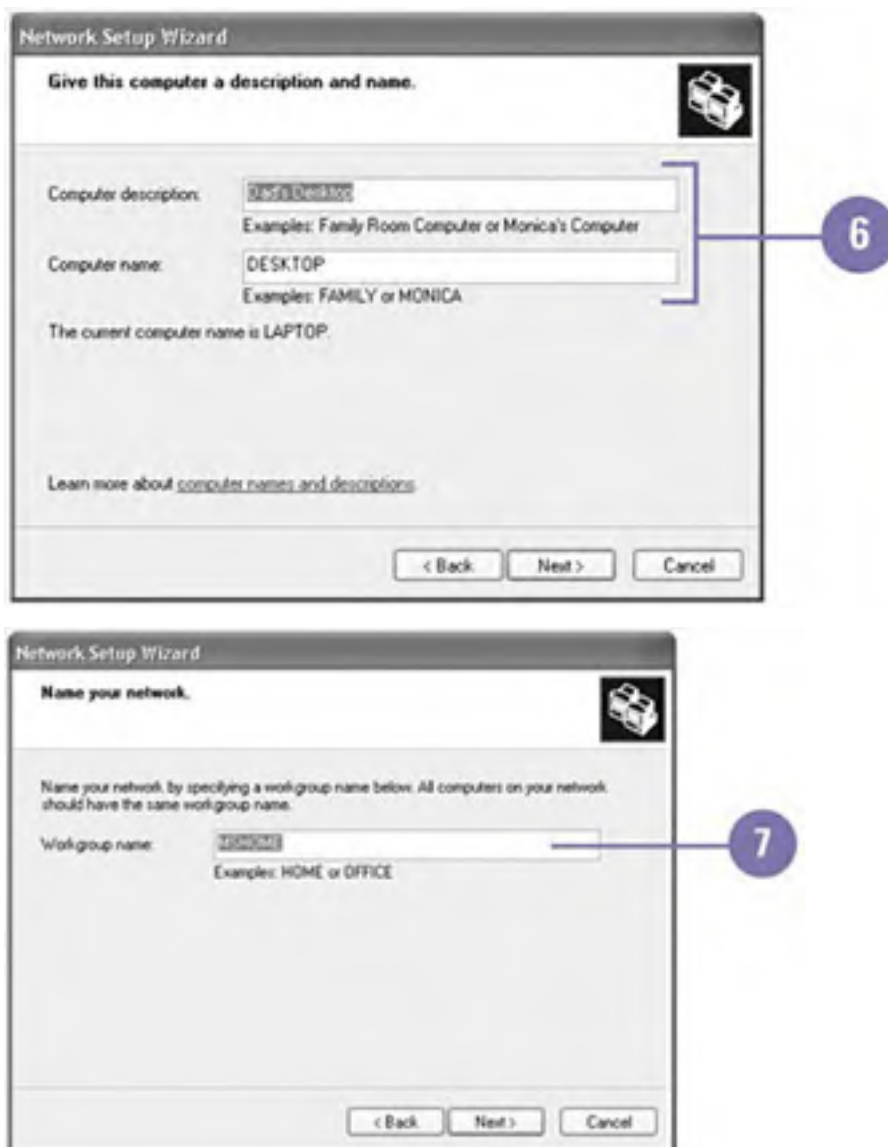 Network Setup Wizard
Give this computer a description and name.
Computer description:
Dad's Desktop
Examples: Family Room Computer or Monica's Computer
6
Computer name:
DESKTOP
Examples: FAMILY or MONICA
The current computer name is LAPTOP.
Learn more about computer names and descriptions.
< Back
Next >
Cancel
Network Setup Wizard
Name your network.
Name your network by specifying a workgroup name below. All computers on your network
should have the same workgroup name.
Workgroup name:
MSHOME
7
Examples: HOME or OFFICE
< Back
Next >
Cancel